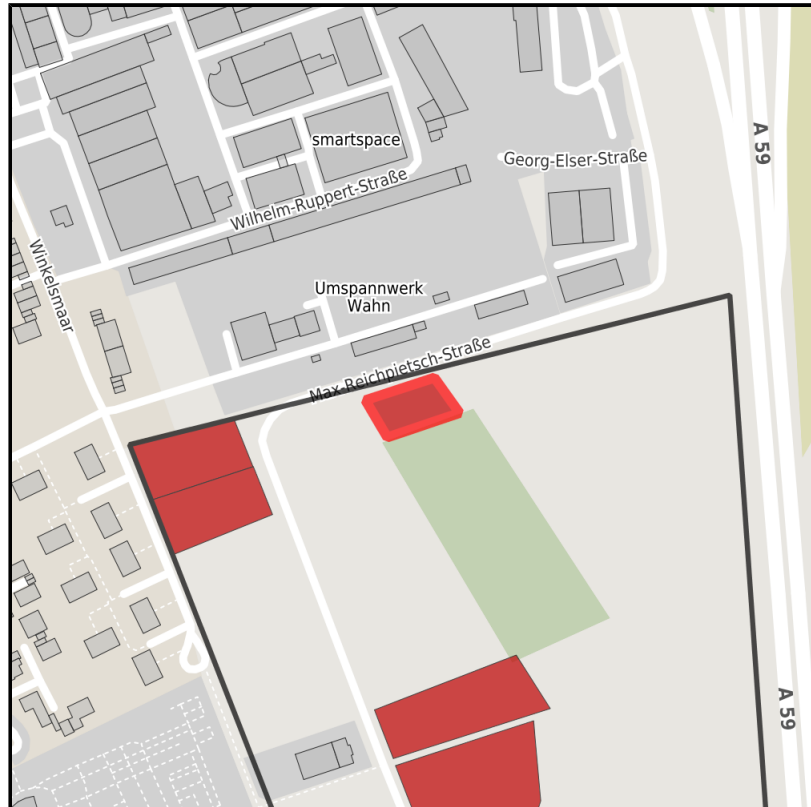 A 59
smartspace
Georg-Elser-Straße
Wilhelm-Ruppert-Straße
Winkelsmaar
Umspannwerk
Wahn
Max-Reichpietsch-Straße
A 59